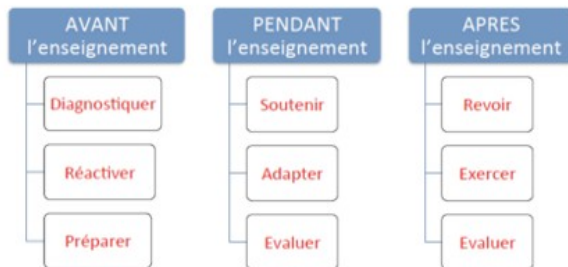 AVANT
l'enseignement
Diagnostiquer
Réactiver
Préparer
PENDANT
l'enseignement
Soutenir
Adapter
Evaluer
APRES
l'enseignement
Revoir
Exercer
Evaluer